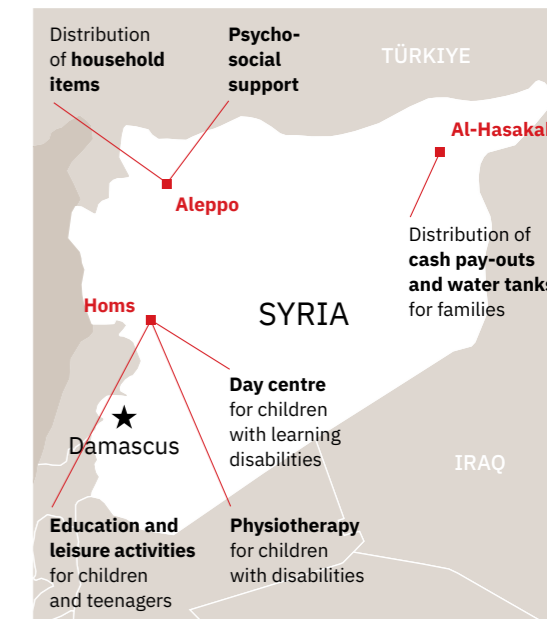 Distribution
of household
items
Psycho-
social
support
TÜRKIYE
Al-Hasakah
Aleppo
Distribution of
cash pay-outs
and water tanks
for families
Homs
SYRIA
Day centre
for children
with learning
disabilities
Damascus
IRAQ
Education and
leisure activities
for children
and teenagers
Physiotherapy
for children
with disabilities